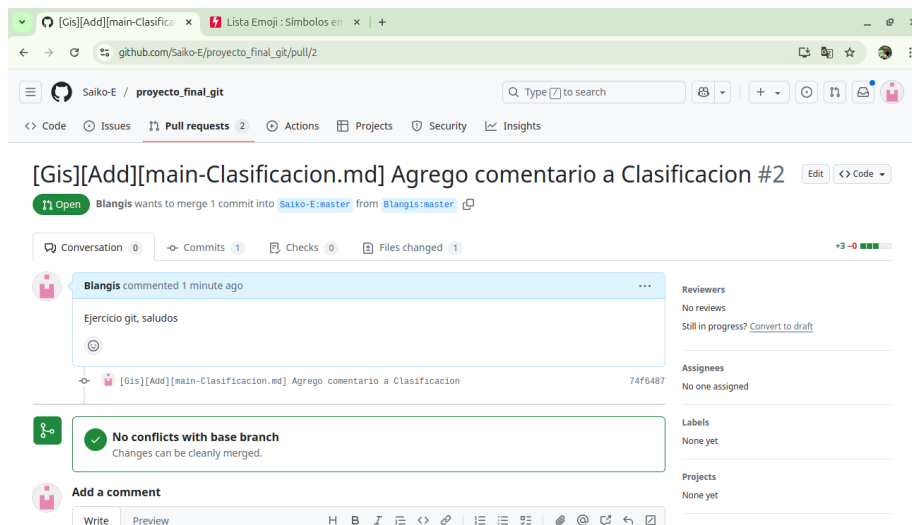 [Gis][Add][main-Clasifica
Lista Emoji : Símbolos em
github.com/Saiko-E/proyecto_final_git/pull/2
Saiko-E / proyecto_final_git
Type / to search
Code
Issues
Pull requests 2
Actions
Projects
Security
Insights
[Gis][Add][main-Clasificacion.md] Agrego comentario a Clasificacion #2
Edit
Code
Open
Blangis wants to merge 1 commit into Saiko-E:master from Blangis:master
Conversation 0
Commits 1
Checks 0
Files changed 1
+3 −0
Blangis commented 1 minute ago
Ejercicio git, saludos
[Gis][Add][main-Clasificacion.md] Agrego comentario a Clasificacion
74f6487
No conflicts with base branch
Changes can be cleanly merged.
Add a comment
Write
Preview
H B I
Reviewers
No reviews
Still in progress? Convert to draft
Assignees
No one assigned
Labels
None yet
Projects
None yet